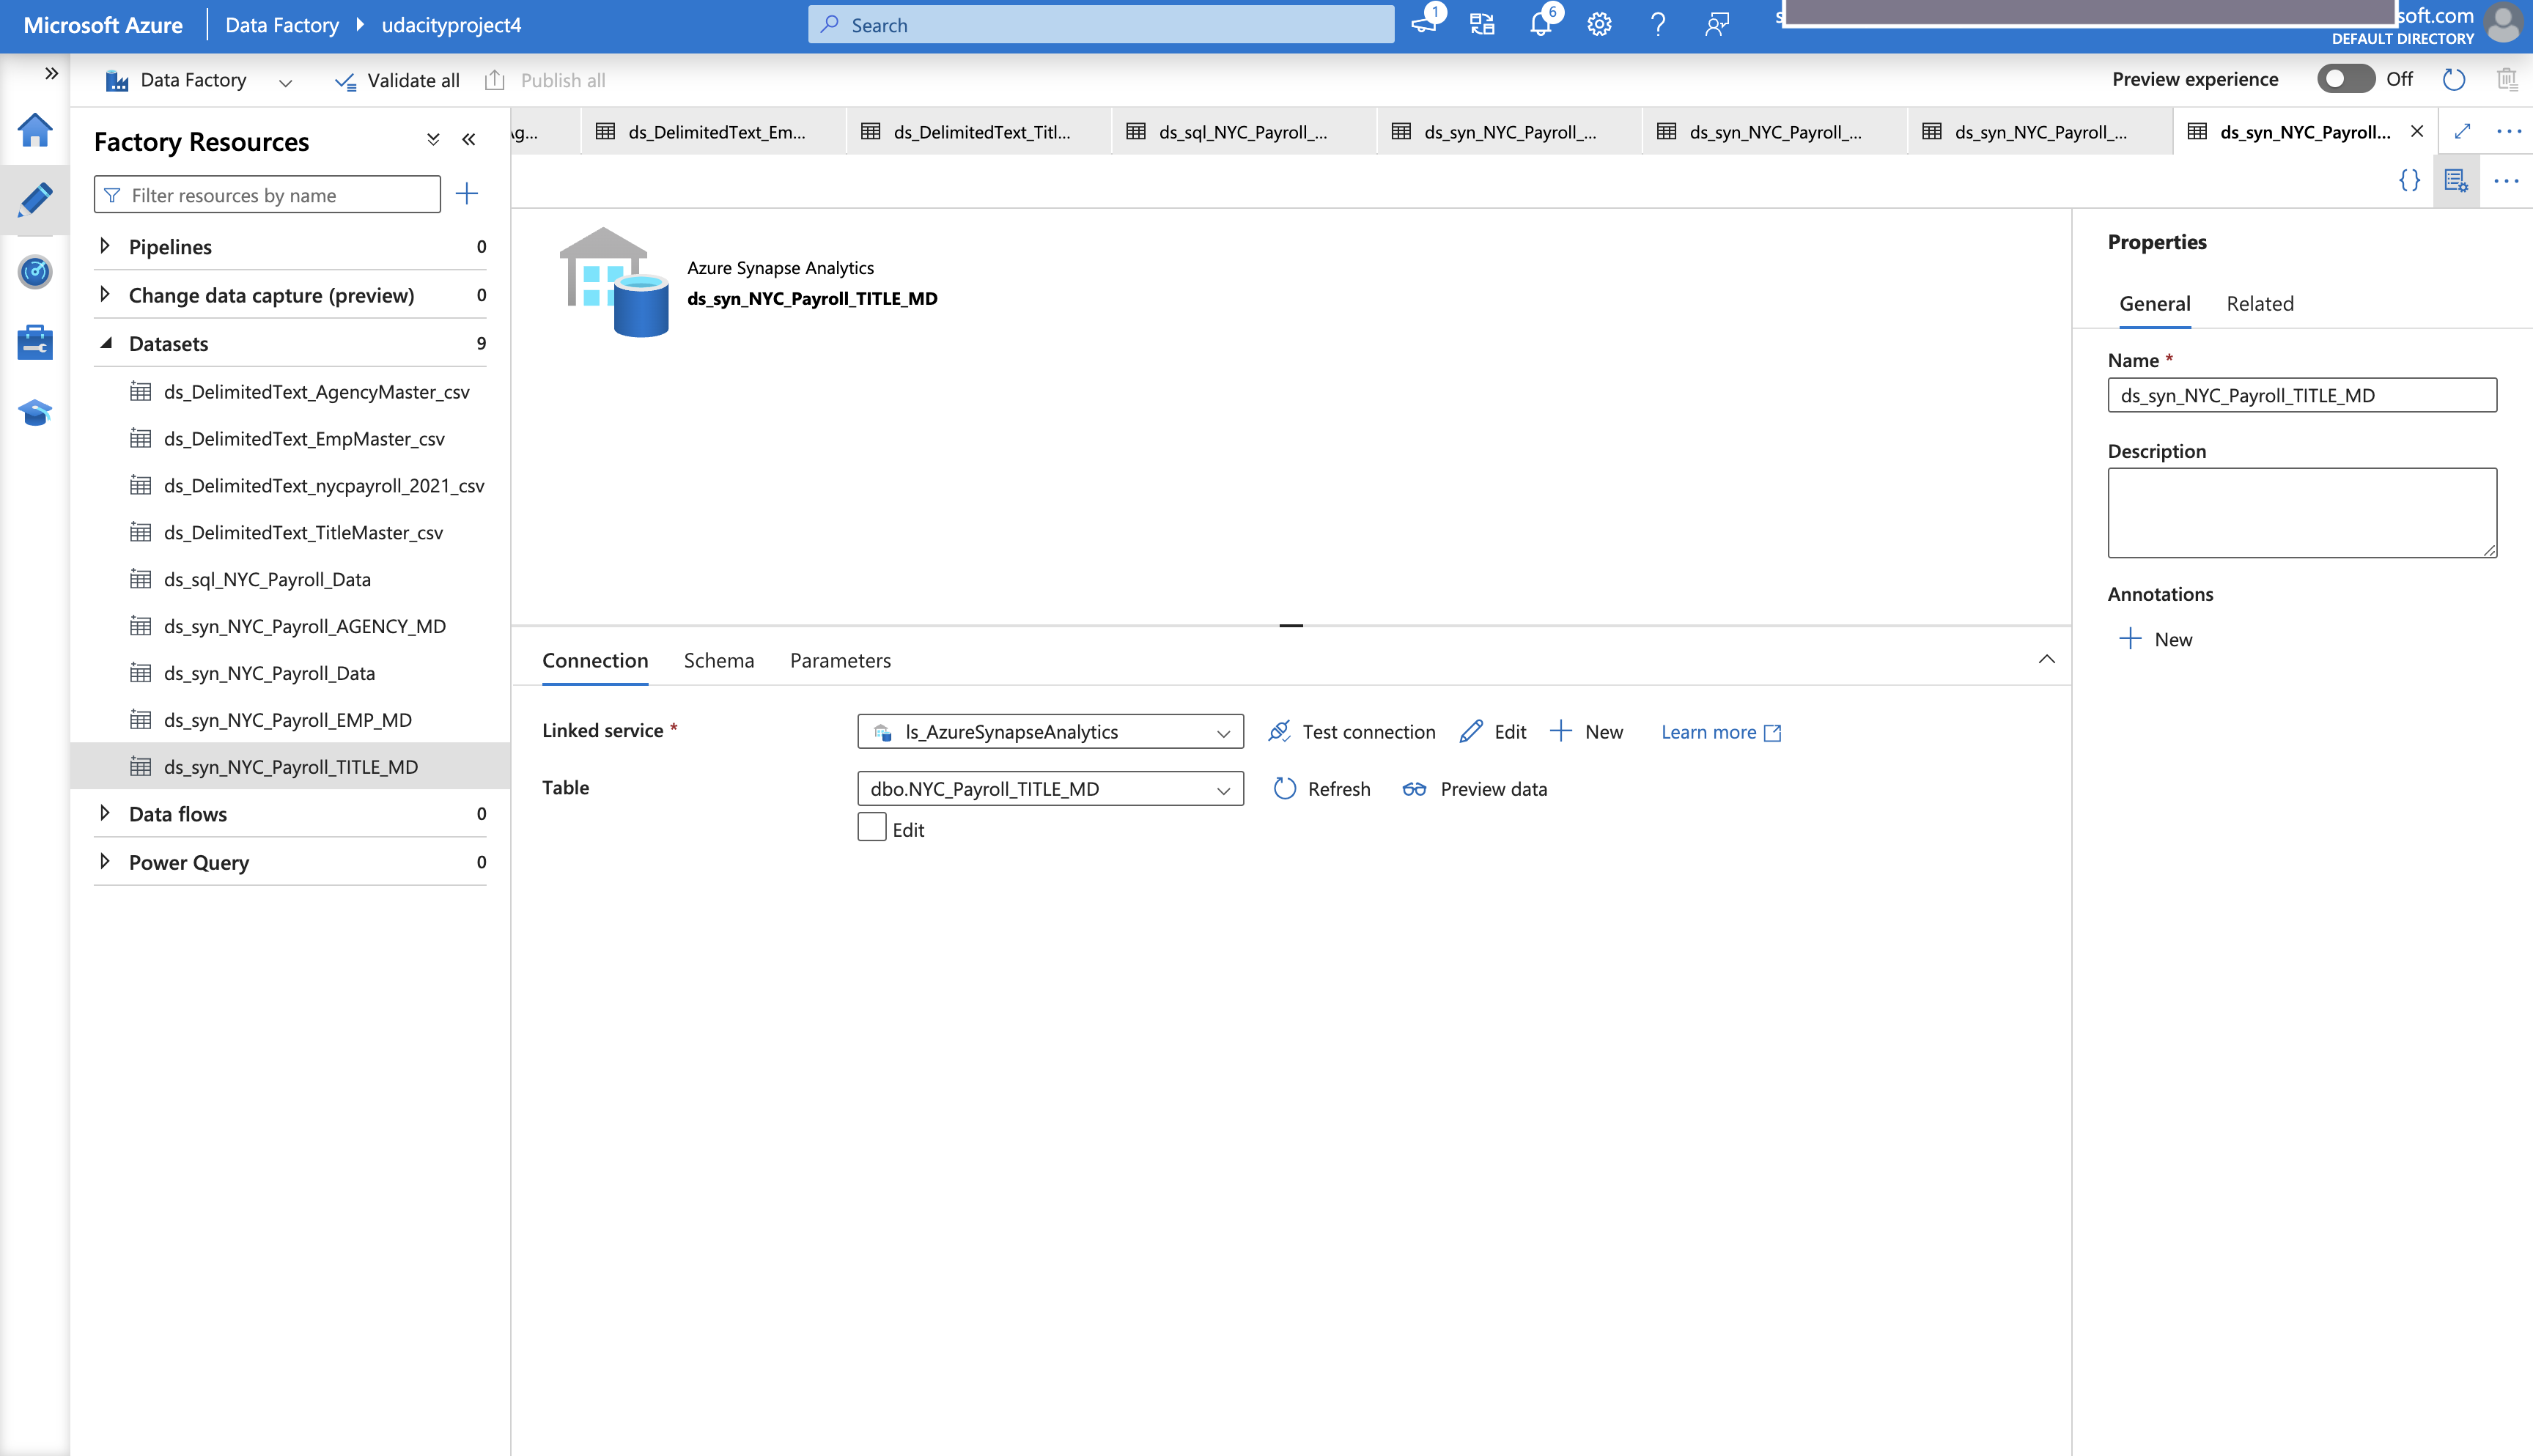 Microsoft Azure
Data Factory
udacityproject4
Search
1
6
s
soft.com
DEFAULT DIRECTORY
Data Factory
Validate all
Publish all
Preview experience
Off
Factory Resources
Filter resources by name
Pipelines 0
Change data capture (preview) 0
Datasets 9
ds_DelimitedText_AgencyMaster_csv
ds_DelimitedText_EmpMaster_csv
ds_DelimitedText_nycpayroll_2021_csv
ds_DelimitedText_TitleMaster_csv
ds_sql_NYC_Payroll_Data
ds_syn_NYC_Payroll_AGENCY_MD
ds_syn_NYC_Payroll_Data
ds_syn_NYC_Payroll_EMP_MD
ds_syn_NYC_Payroll_TITLE_MD
Data flows 0
Power Query 0
Ag...
ds_DelimitedText_Em...
ds_DelimitedText_Titl...
ds_sql_NYC_Payroll_...
ds_syn_NYC_Payroll_...
ds_syn_NYC_Payroll_...
ds_syn_NYC_Payroll_...
ds_syn_NYC_Payroll...
Azure Synapse Analytics
ds_syn_NYC_Payroll_TITLE_MD
Connection
Schema
Parameters
Linked service *
ls_AzureSynapseAnalytics
Test connection
Edit
New
Learn more
Table
dbo.NYC_Payroll_TITLE_MD
Refresh
Preview data
Edit
Properties
General
Related
Name *
ds_syn_NYC_Payroll_TITLE_MD
Description
Annotations
New